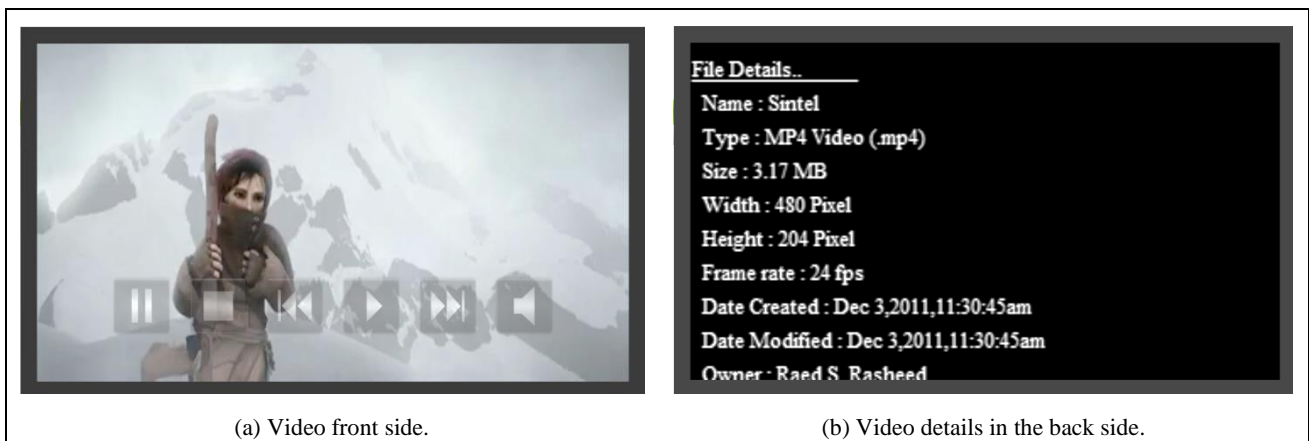 File Details..
Name : Sintel
Type : MP4 Video (.mp4)
Size : 3.17 MB
Width : 480 Pixel
Height : 204 Pixel
Frame rate : 24 fps
Date Created : Dec 3,2011,11:30:45am
Date Modified : Dec 3,2011,11:30:45am
Owner : Raed S. Rasheed
(a) Video front side.
(b) Video details in the back side.